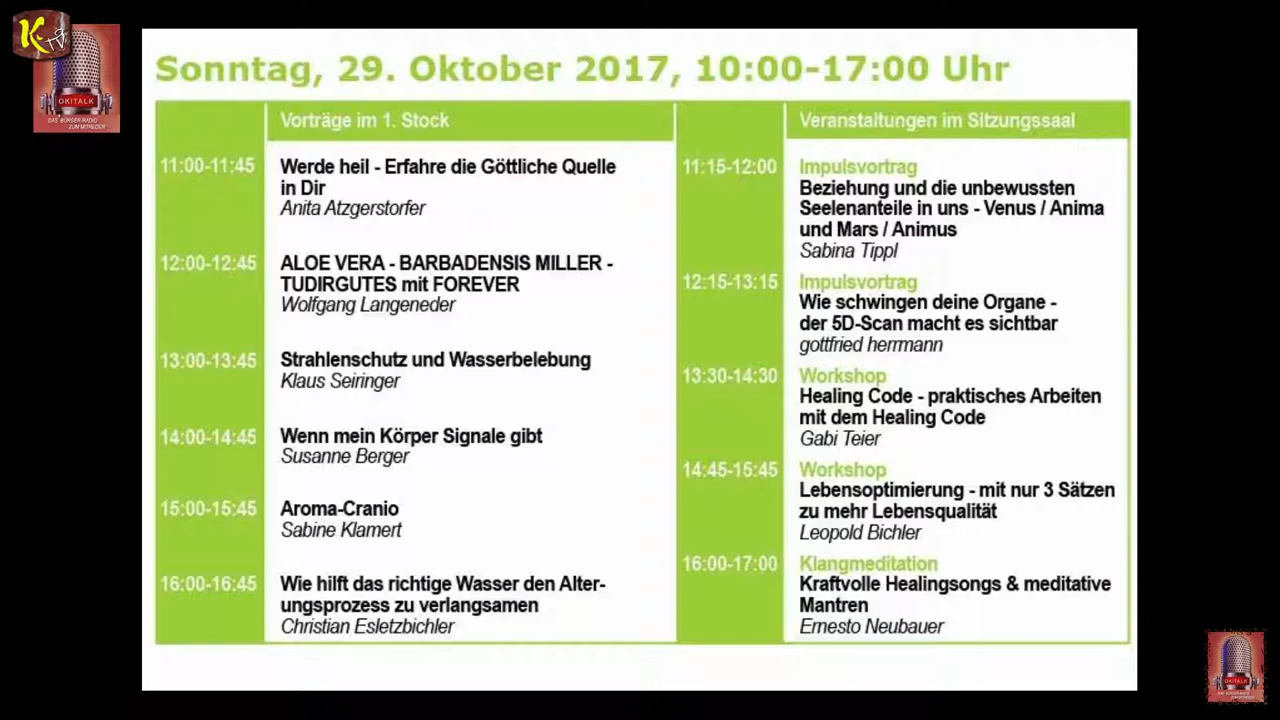 K
TV
OKITALK
DAS BÜRGER-RADIO
ZUM MITREDEN
Sonntag, 29. Oktober 2017, 10:00-17:00 Uhr
Vorträge im 1. Stock
11:00-11:45
Werde heil - Erfahre die Göttliche Quelle
in Dir
Anita Atzgerstorfer
12:00-12:45
ALOE VERA - BARBADENSIS MILLER -
TUDIRGUTES mit FOREVER
Wolfgang Langeneder
13:00-13:45
Strahlenschutz und Wasserbelebung
Klaus Seiringer
14:00-14:45
Wenn mein Körper Signale gibt
Susanne Berger
15:00-15:45
Aroma-Cranio
Sabine Klamert
16:00-16:45
Wie hilft das richtige Wasser den Alter-
ungsprozess zu verlangsamen
Christian Esletzbichler
Veranstaltungen im Sitzungssaal
11:15-12:00
Impulsvortrag
Beziehung und die unbewussten
Seelenanteile in uns - Venus / Anima
und Mars / Animus
Sabina Tippl
12:15-13:15
Impulsvortrag
Wie schwingen deine Organe -
der 5D-Scan macht es sichtbar
gottfried herrmann
13:30-14:30
Workshop
Healing Code - praktisches Arbeiten
mit dem Healing Code
Gabi Teier
14:45-15:45
Workshop
Lebensoptimierung - mit nur 3 Sätzen
zu mehr Lebensqualität
Leopold Bichler
16:00-17:00
Klangmeditation
Kraftvolle Healingsongs & meditative
Mantren
Ernesto Neubauer
OKITALK